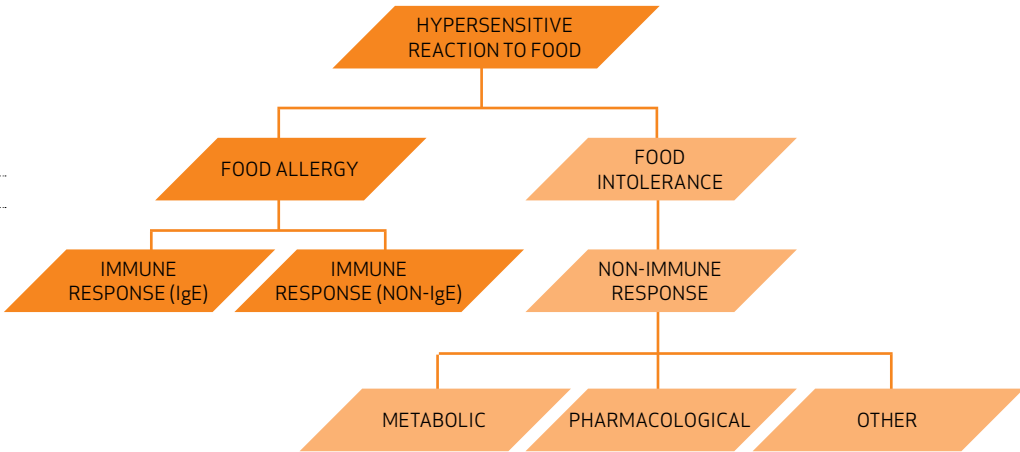 HYPERSENSITIVE
REACTION TO FOOD
FOOD ALLERGY
FOOD
INTOLERANCE
IMMUNE
RESPONSE (IgE)
IMMUNE
RESPONSE (NON-IgE)
NON-IMMUNE
RESPONSE
METABOLIC
PHARMACOLOGICAL
OTHER